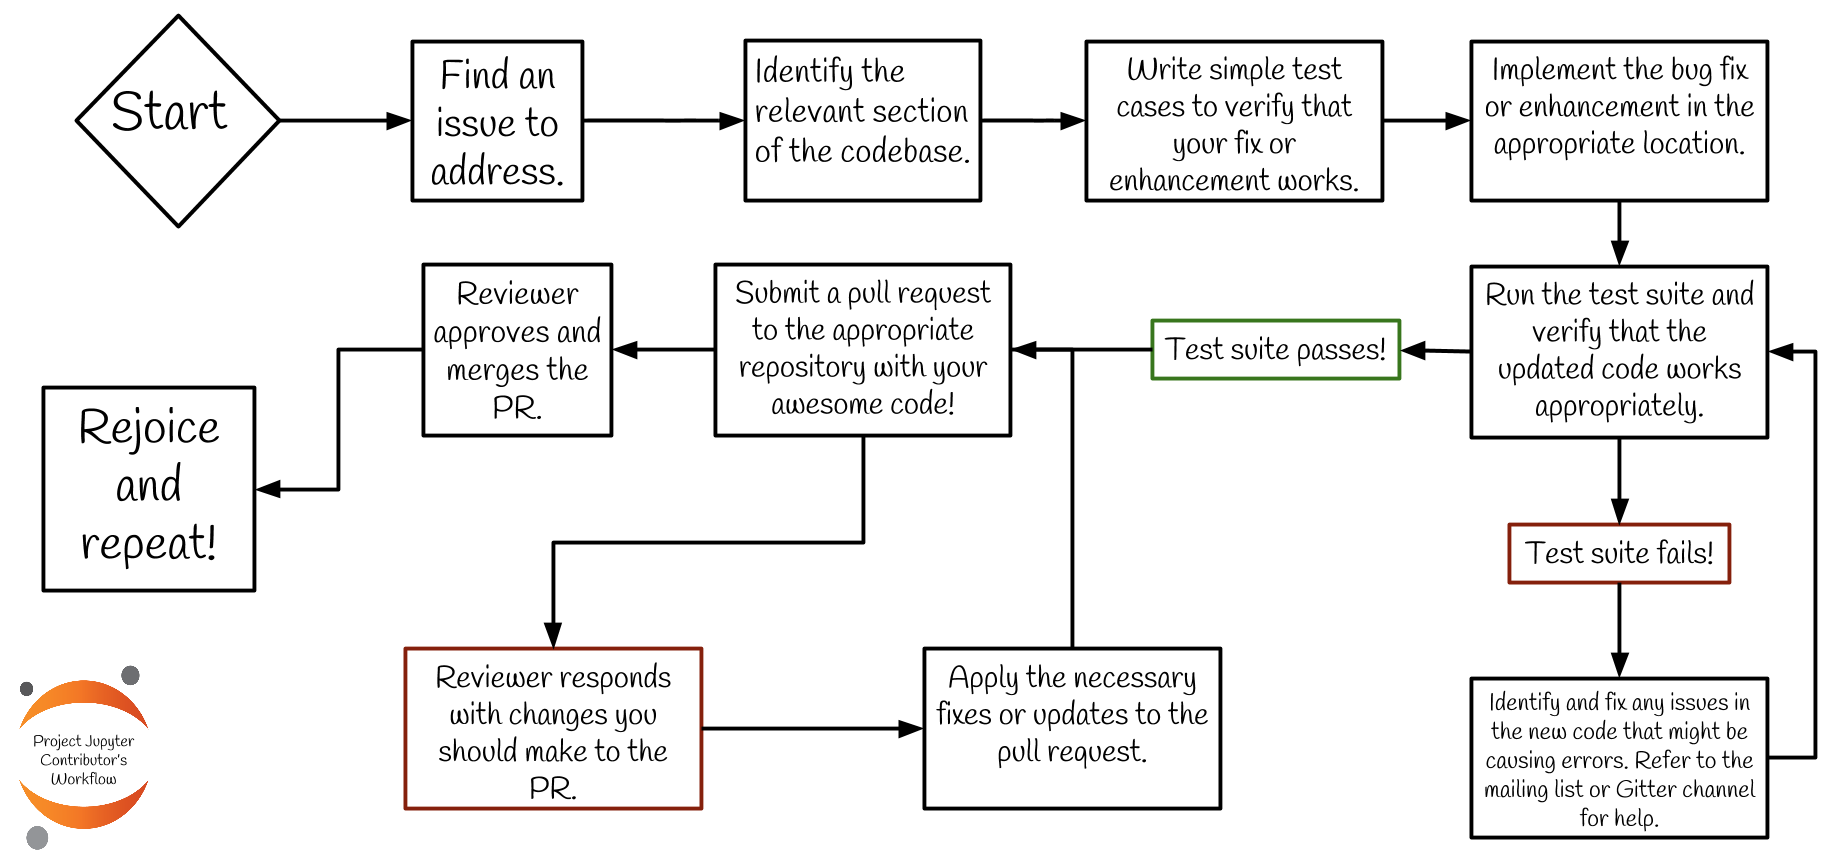 Start
Find an
issue to
address.
Identify the
relevant section
of the codebase.
Write simple test
cases to verify that
your fix or
enhancement works.
Implement the bug fix
or enhancement in the
appropriate location.
Run the test suite and
verify that the
updated code works
appropriately.
Test suite passes!
Submit a pull request
to the appropriate
repository with your
awesome code!
Reviewer
approves and
merges the
PR.
Rejoice
and
repeat!
Test suite fails!
Identify and fix any issues in
the new code that might be
causing errors. Refer to the
mailing list or Gitter channel
for help.
Reviewer responds
with changes you
should make to the
PR.
Apply the necessary
fixes or updates to the
pull request.
Project Jupyter
Contributor's
Workflow